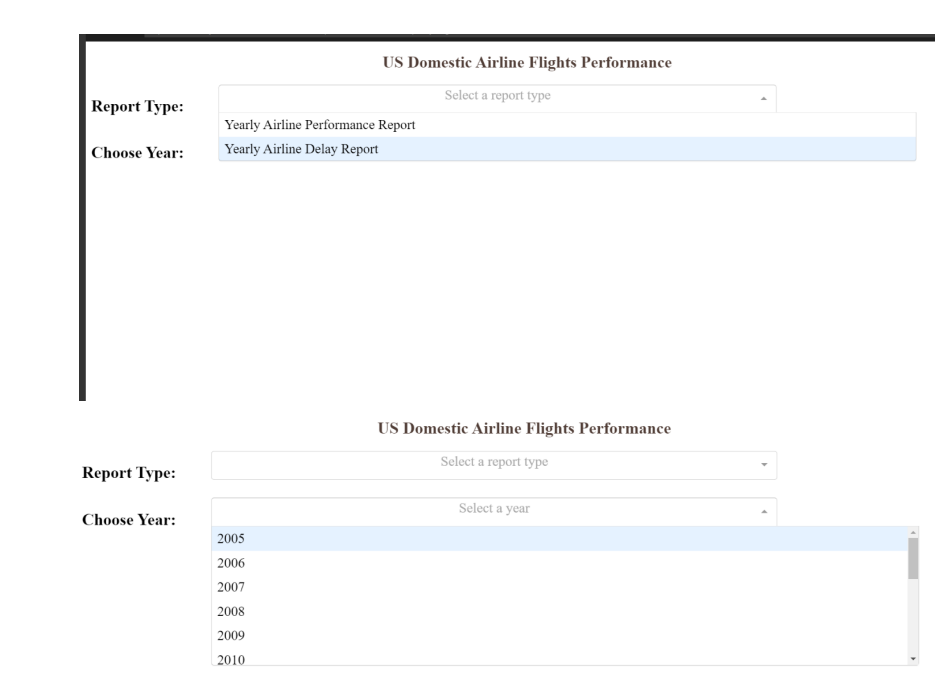 US Domestic Airline Flights Performance
Report Type:
Select a report type
Yearly Airline Performance Report
Choose Year:
Yearly Airline Delay Report
US Domestic Airline Flights Performance
Report Type:
Select a report type
Choose Year:
Select a year
2005
2006
2007
2008
2009
2010